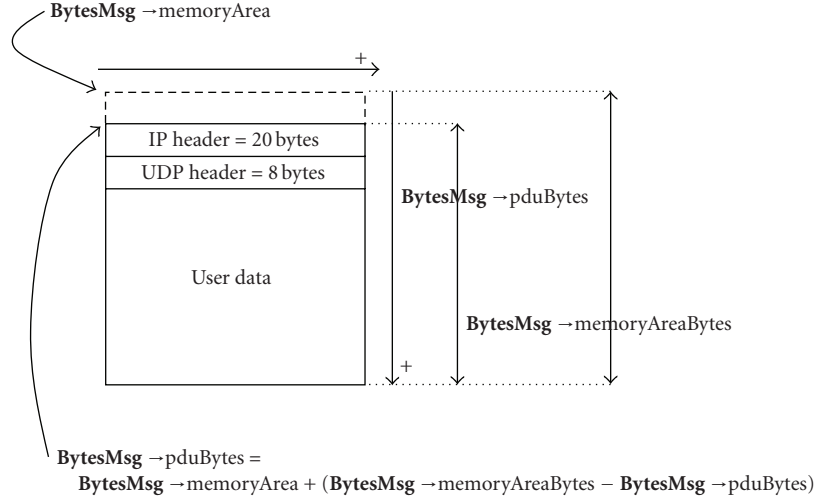 BytesMsg →memoryArea
+
IP header = 20 bytes
UDP header = 8 bytes
BytesMsg →pduBytes
User data
BytesMsg →memoryAreaBytes
+
BytesMsg →pduBytes =
BytesMsg →memoryArea + (BytesMsg →memoryAreaBytes − BytesMsg →pduBytes)